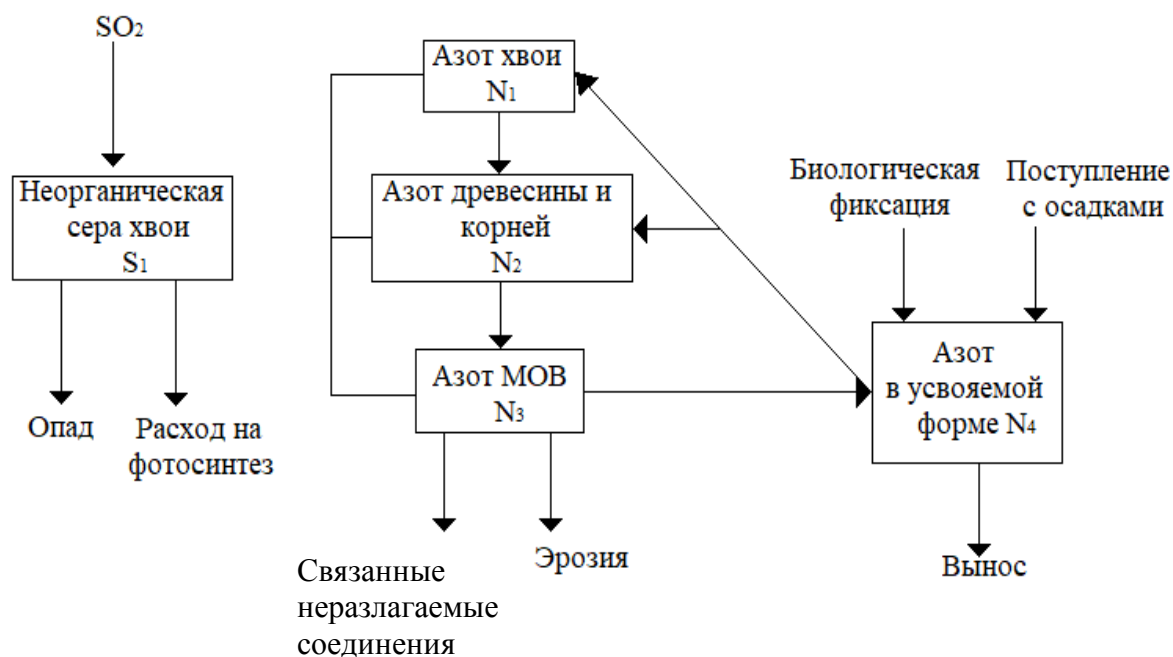 SO₂
Неорганическая
сера хвои
S₁
Опад
Расход на
фотосинтез
Азот хвои
N₁
Азот древесины и
корней
N₂
Азот МОВ
N₃
Связанные
неразлагаемые
соединения
Эрозия
Биологическая
фиксация
Поступление
с осадками
Азот
в усвояемой
форме N₄
Вынос